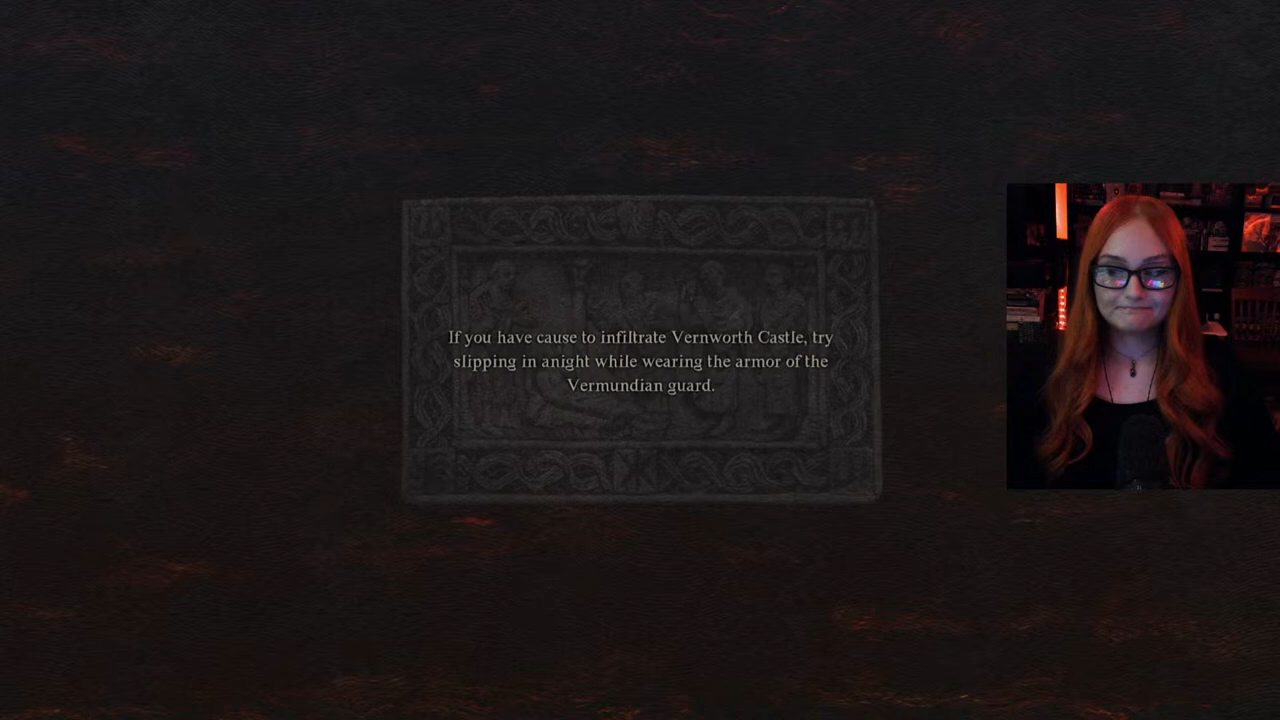 If you have cause to infiltrate Vernworth Castle, try
slipping in anight while wearing the armor of the
Vermundian guard.